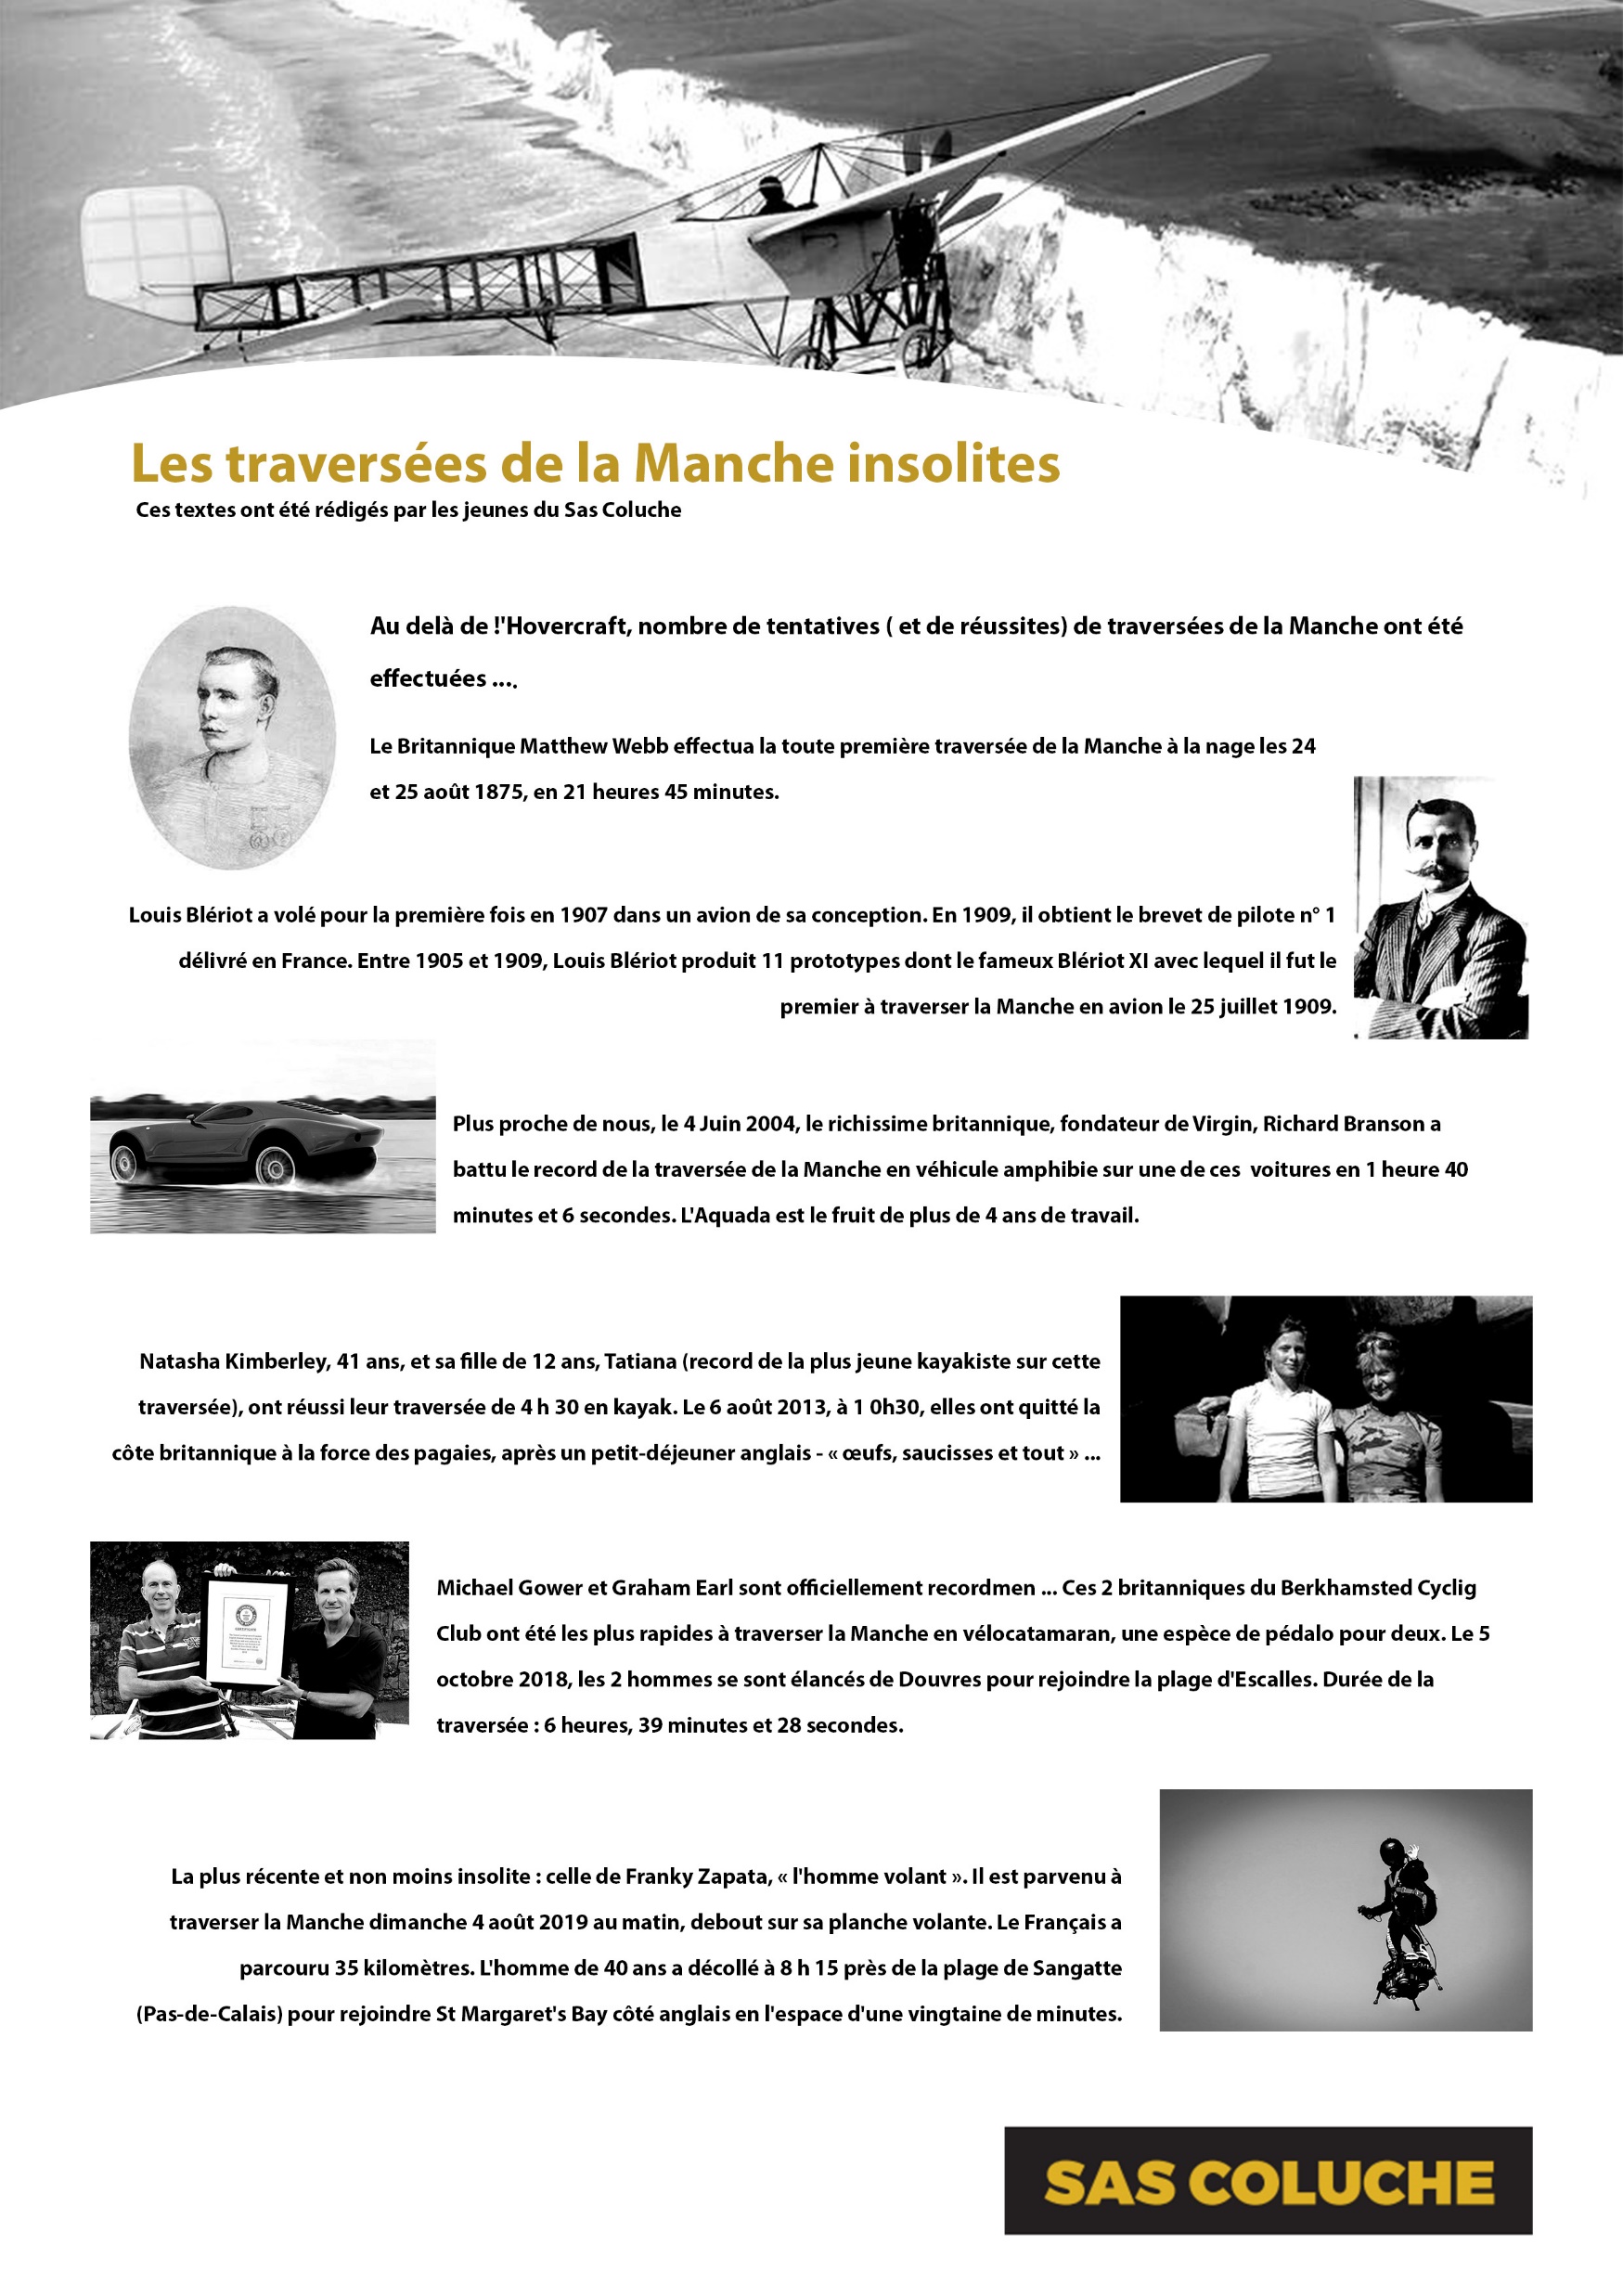 Les traversées de la Manche insolites
Ces textes ont été rédigés par les jeunes du Sas Coluche
Au delà de !'Hovercraft, nombre de tentatives ( et de réussites) de traversées de la Manche ont été
effectuées ....
Le Britannique Matthew Webb effectua la toute première traversée de la Manche à la nage les 24
et 25 août 1875, en 21 heures 45 minutes.
Louis Blériot a volé pour la première fois en 1907 dans un avion de sa conception. En 1909, il obtient le brevet de pilote n° 1
délivré en France. Entre 1905 et 1909, Louis Blériot produit 11 prototypes dont le fameux Blériot XI avec lequel il fut le
premier à traverser la Manche en avion le 25 juillet 1909.
Plus proche de nous, le 4 Juin 2004, le richissime britannique, fondateur de Virgin, Richard Branson a
battu le record de la traversée de la Manche en véhicule amphibie sur une de ces  voitures en 1 heure 40
minutes et 6 secondes. L'Aquada est le fruit de plus de 4 ans de travail.
Natasha Kimberley, 41 ans, et sa fille de 12 ans, Tatiana (record de la plus jeune kayakiste sur cette
traversée), ont réussi leur traversée de 4 h 30 en kayak. Le 6 août 2013, à 1 0h30, elles ont quitté la
côte britannique à la force des pagaies, après un petit-déjeuner anglais - « œufs, saucisses et tout » ...
Michael Gower et Graham Earl sont officiellement recordmen ... Ces 2 britanniques du Berkhamsted Cyclig
Club ont été les plus rapides à traverser la Manche en vélocatamaran, une espèce de pédalo pour deux. Le 5
octobre 2018, les 2 hommes se sont élancés de Douvres pour rejoindre la plage d'Escalles. Durée de la
traversée : 6 heures, 39 minutes et 28 secondes.
La plus récente et non moins insolite : celle de Franky Zapata, « l'homme volant ». Il est parvenu à
traverser la Manche dimanche 4 août 2019 au matin, debout sur sa planche volante. Le Français a
parcouru 35 kilomètres. L'homme de 40 ans a décollé à 8 h 15 près de la plage de Sangatte
(Pas-de-Calais) pour rejoindre St Margaret's Bay côté anglais en l'espace d'une vingtaine de minutes.
SAS COLUCHE